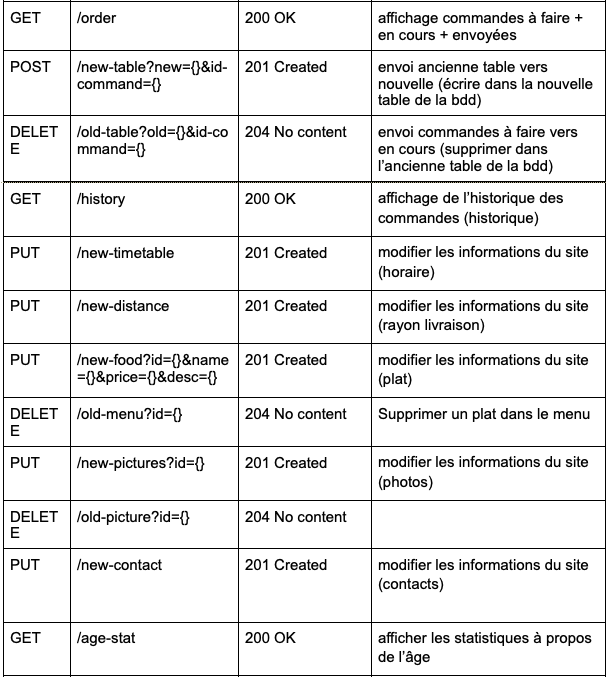 GET /order 200 OK affichage commandes à faire +
en cours + envoyées
POST /new-table?new={}&id- 201 Created envoi ancienne table vers
command={} nouvelle (écrire dans la nouvelle
table de la bdd)
DELET /old-table?old={}&id-co 204 No content envoi commandes à faire vers
E mmand={} en cours (supprimer dans
l'ancienne table de la bdd)
GET /history 200 OK affichage de l'historique des
commandes (historique)
PUT /new-timetable 201 Created modifier les informations du site
(horaire)
PUT /new-distance 201 Created modifier les informations du site
(rayon livraison)
PUT /new-food?id={}&name 201 Created modifier les informations du site
={}&price={}&desc={} (plat)
DELET /old-menu?id={} 204 No content Supprimer un plat dans le menu
E
PUT /new-pictures?id={} 201 Created modifier les informations du site
(photos)
DELET /old-picture?id={} 204 No content
E
PUT /new-contact 201 Created modifier les informations du site
(contacts)
GET /age-stat 200 OK afficher les statistiques à propos
de l'âge